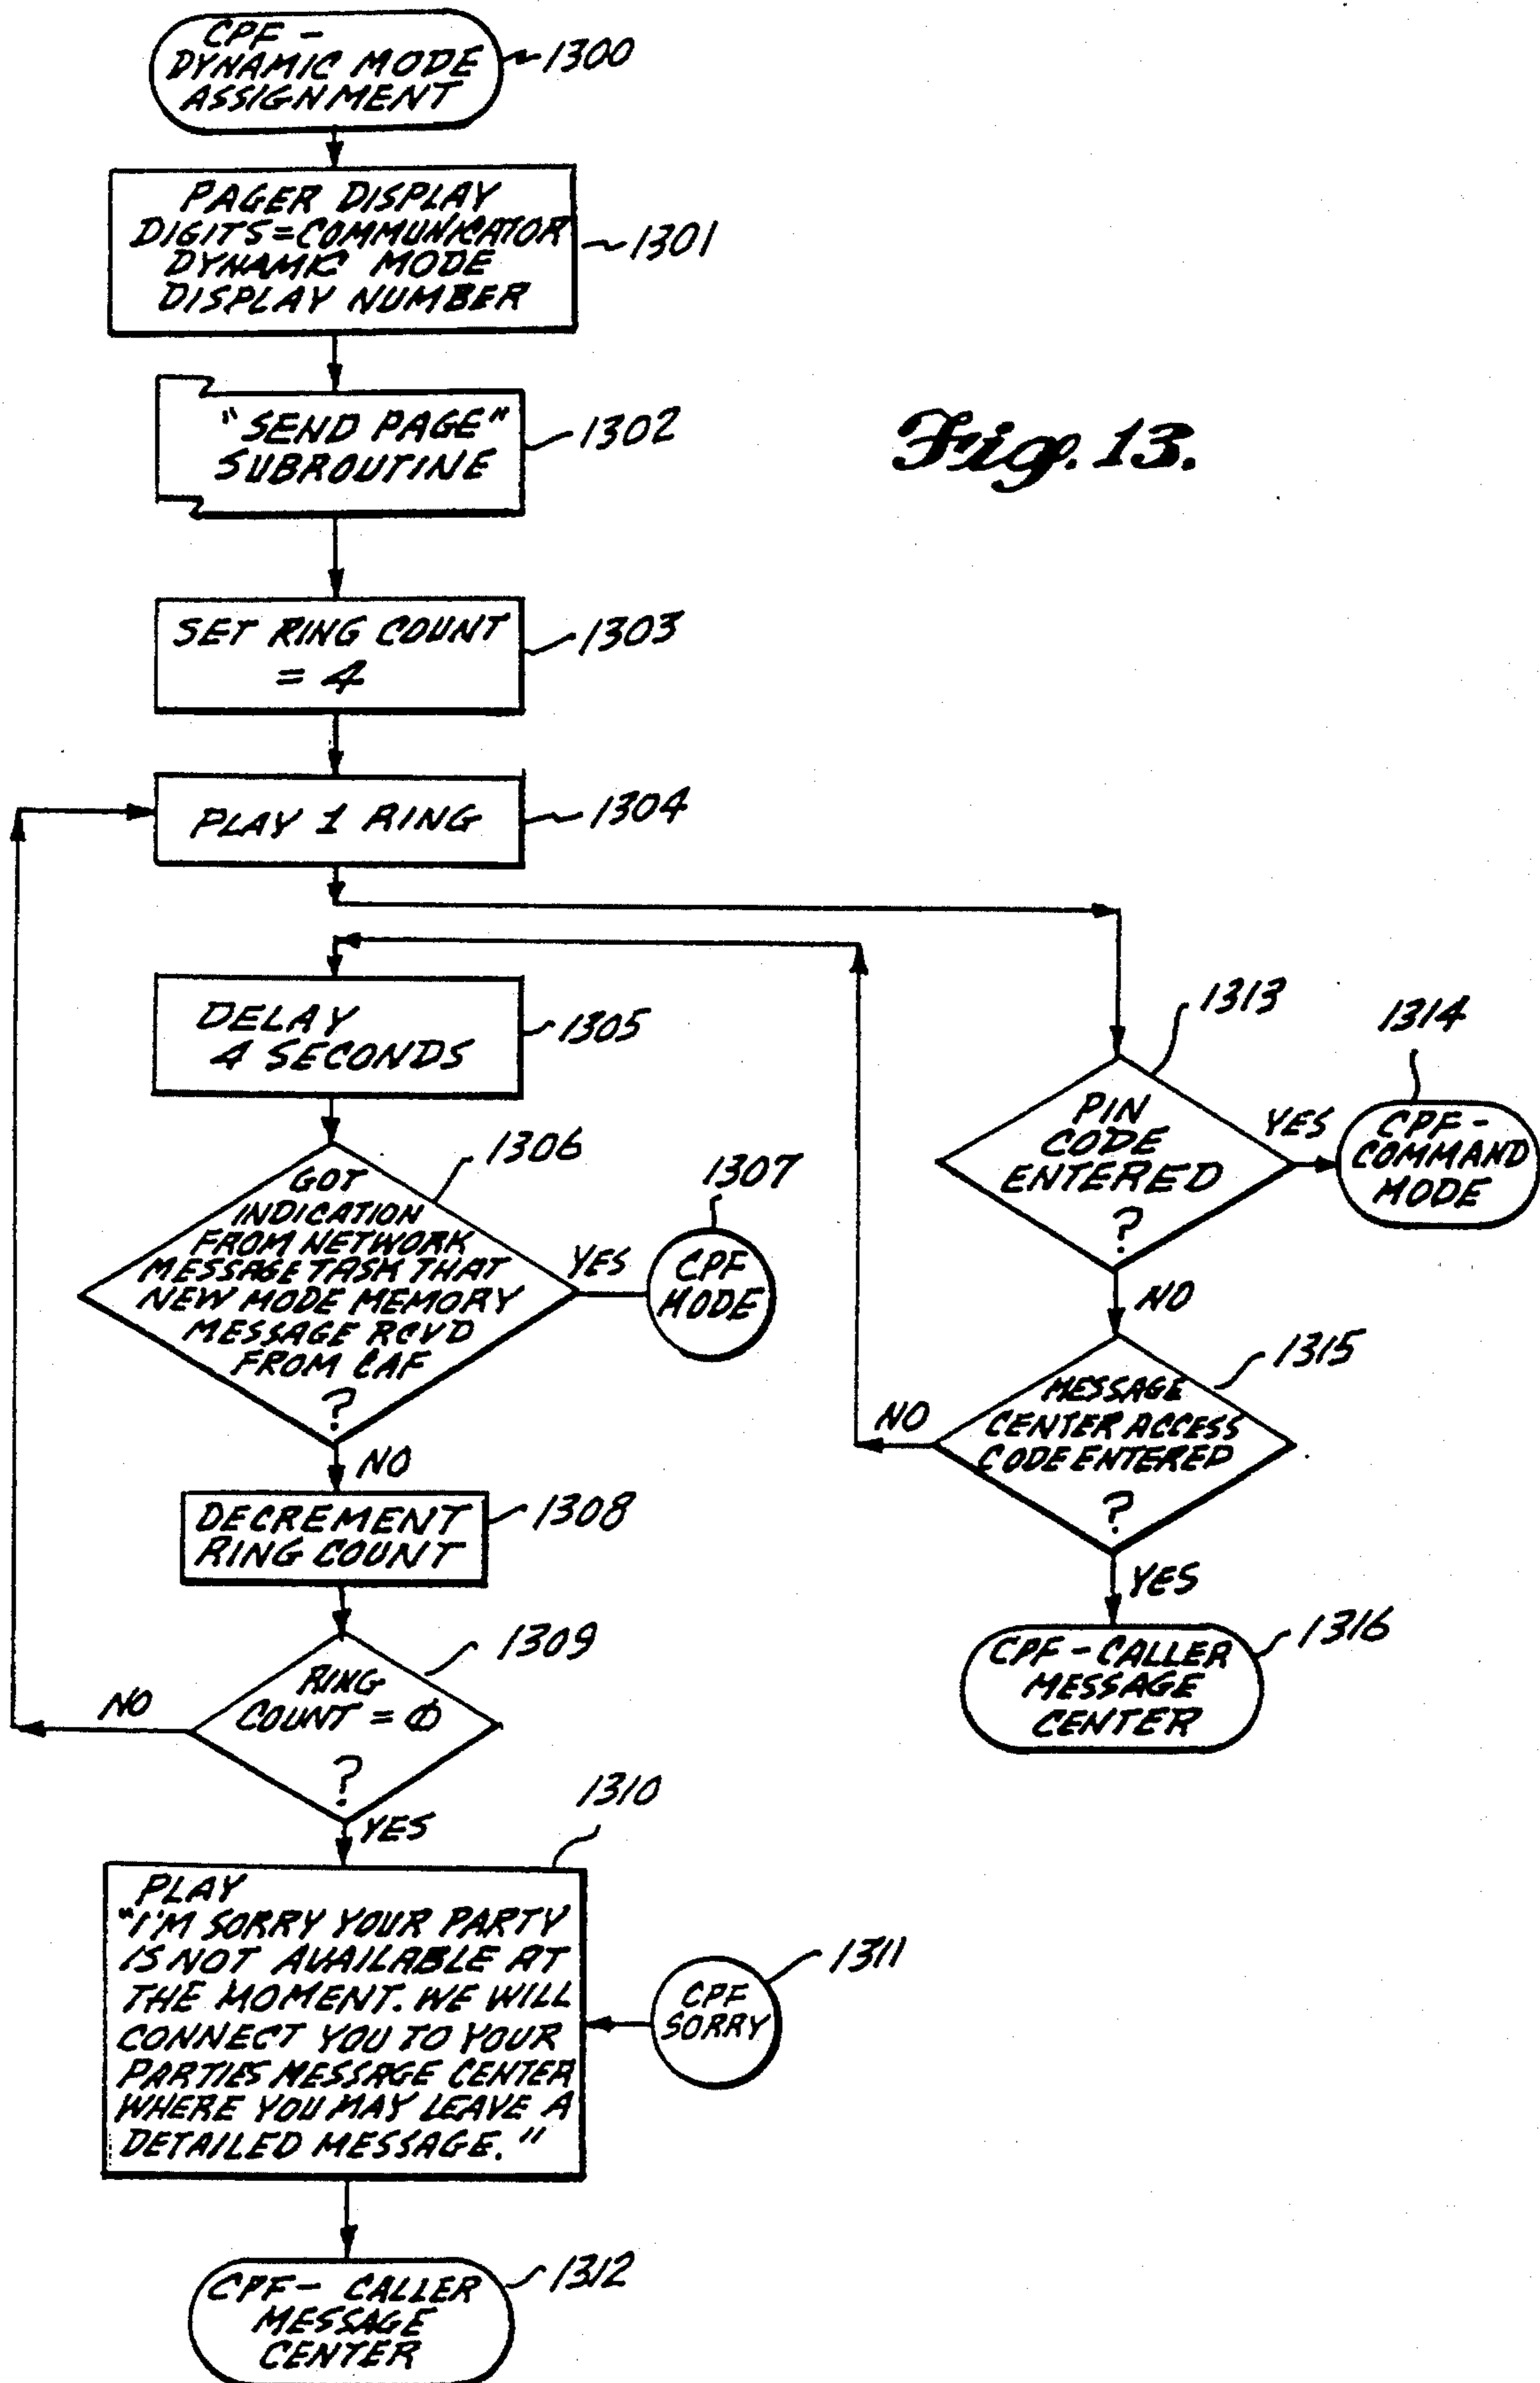 CPF -
DYNAMIC MODE
ASSIGNMENT
1300
PAGER DISPLAY
DIGITS=COMMUNICATOR
DYNAMIC MODE
DISPLAY NUMBER
1301
"SEND PAGE"
SUBROUTINE
1302
Fig. 13.
SET RING COUNT
= 4
1303
PLAY 1 RING
1304
DELAY
4 SECONDS
1305
1313
1314
PIN
CODE
ENTERED
?
YES
CPF-
COMMAND
MODE
1306
GOT
INDICATION
FROM NETWORK
MESSAGE TASK THAT
NEW MODE MEMORY
MESSAGE RCVD
FROM CAF
?
YES
1307
CPF
MODE
NO
1315
MESSAGE
CENTER ACCESS
CODE ENTERED
?
NO
NO
DECREMENT
RING COUNT
1308
YES
1309
RING
COUNT = Ø
?
NO
CPF-CALLER
MESSAGE
CENTER
1316
YES
1310
PLAY
"I'M SORRY YOUR PARTY
IS NOT AVAILABLE AT
THE MOMENT. WE WILL
CONNECT YOU TO YOUR
PARTIES MESSAGE CENTER
WHERE YOU MAY LEAVE A
DETAILED MESSAGE."
CPF
SORRY
1311
CPF- CALLER
MESSAGE
CENTER
1312